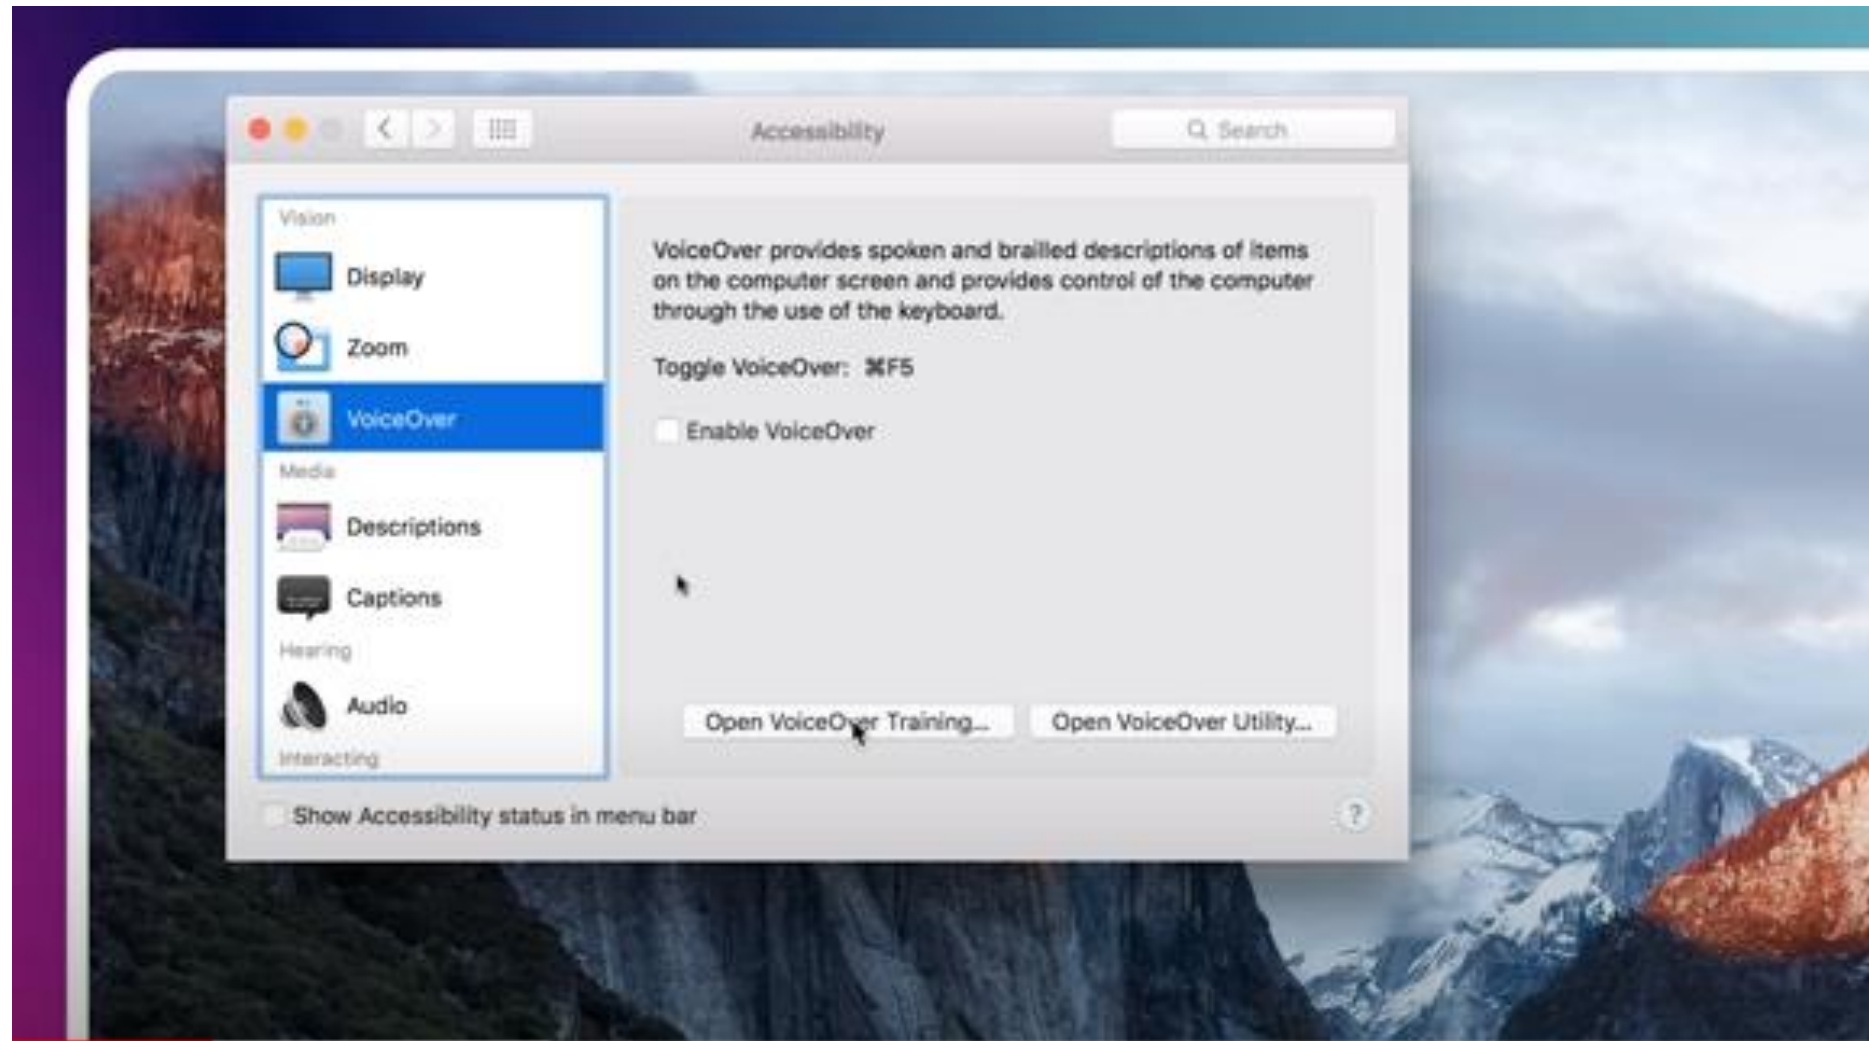 Accessibility
Search
Vision
Display
Zoom
VoiceOver
Media
Descriptions
Captions
Hearing
Audio
Interacting
VoiceOver provides spoken and brailled descriptions of items
on the computer screen and provides control of the computer
through the use of the keyboard.
Toggle VoiceOver: ⌘F5
Enable VoiceOver
Open VoiceOver Training...
Open VoiceOver Utility...
Show Accessibility status in menu bar
?